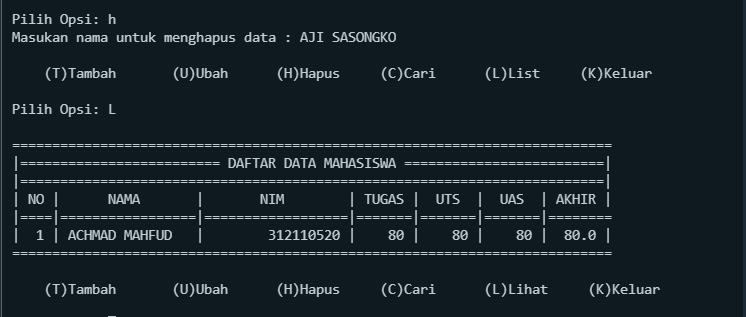 Pilih Opsi: h
Masukan nama untuk menghapus data : AJI SASONGKO
(T)Tambah (U)Ubah (H)Hapus (C)Cari (L)List (K)Keluar
Pilih Opsi: L
===========================================================================
|========================= DAFTAR DATA MAHASISWA =========================|
|=========================================================================|
| NO | NAMA | NIM | TUGAS | UTS | UAS | AKHIR |
|====|=================|==================|=======|=======|=======|========
| 1 | ACHMAD MAHFUD | 312110520 | 80 | 80 | 80 | 80.0 |
===========================================================================
(T)Tambah (U)Ubah (H)Hapus (C)Cari (L)Lihat (K)Keluar